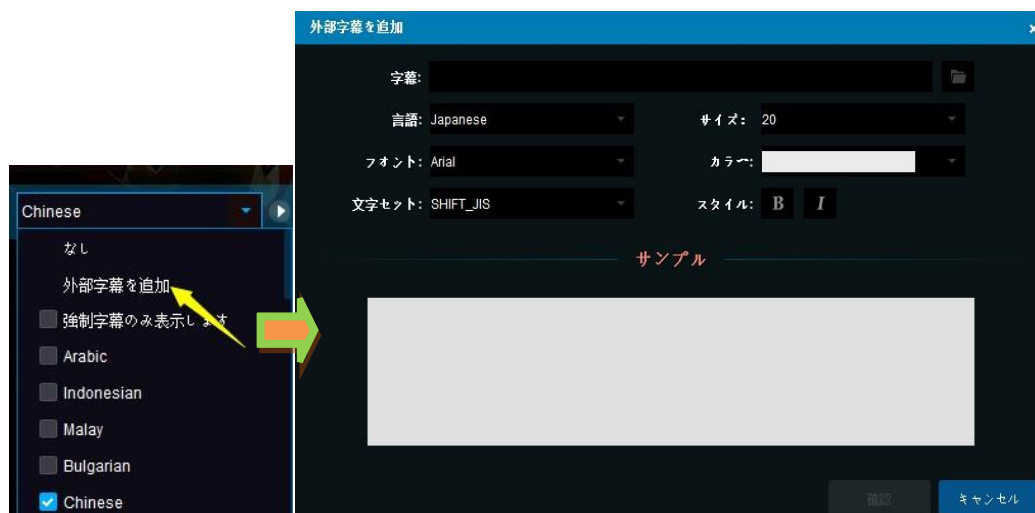 Chinese
なし
外部字幕を追加
強制字幕のみ表示します
Arabic
Indonesian
Malay
Bulgarian
Chinese
外部字幕を追加
字幕:
言語: Japanese サイズ: 20
フォント: Arial カラー:
文字セット: SHIFT_JIS スタイル: B I
サンプル
確認 キャンセル